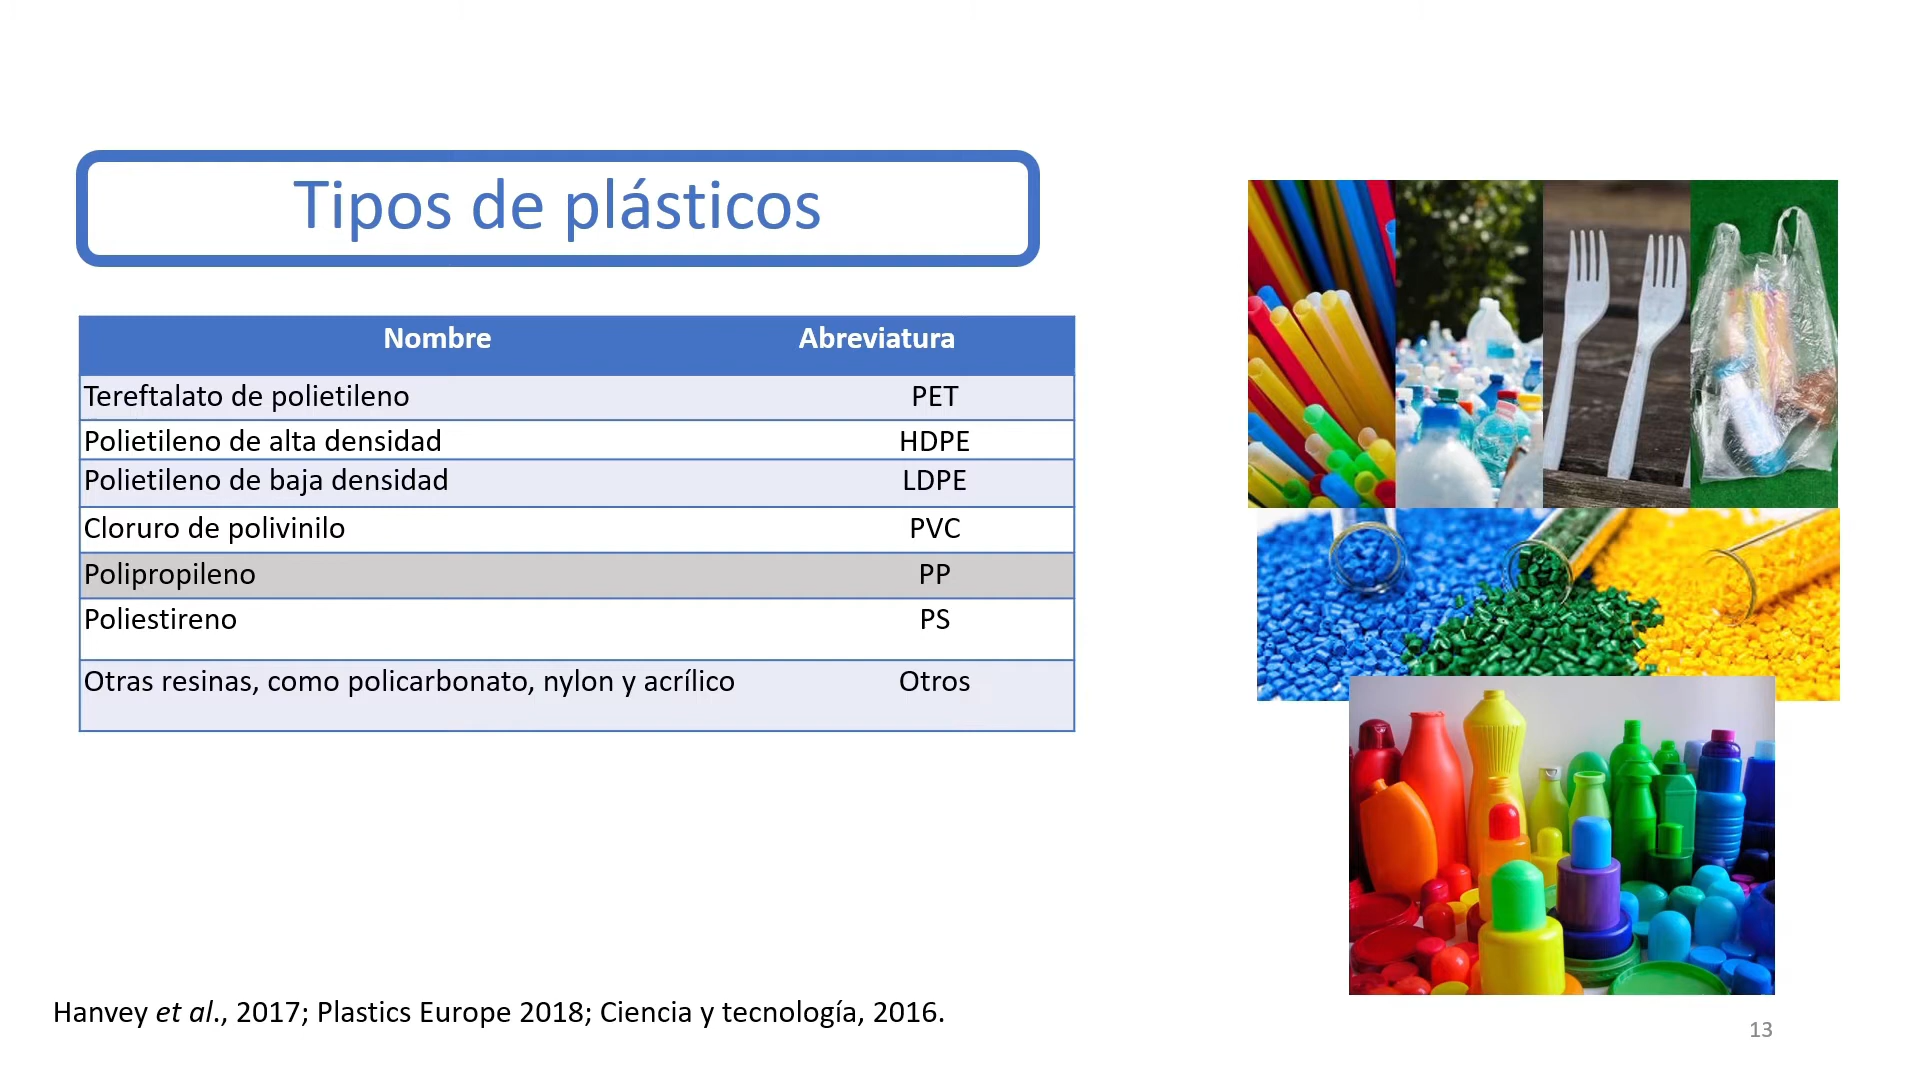 Tipos de plásticos
Nombre Abreviatura
Tereftalato de polietileno PET
Polietileno de alta densidad HDPE
Polietileno de baja densidad LDPE
Cloruro de polivinilo PVC
Polipropileno PP
Poliestireno PS
Otras resinas, como policarbonato, nylon y acrílico Otros
Hanvey et al., 2017; Plastics Europe 2018; Ciencia y tecnología, 2016.
13